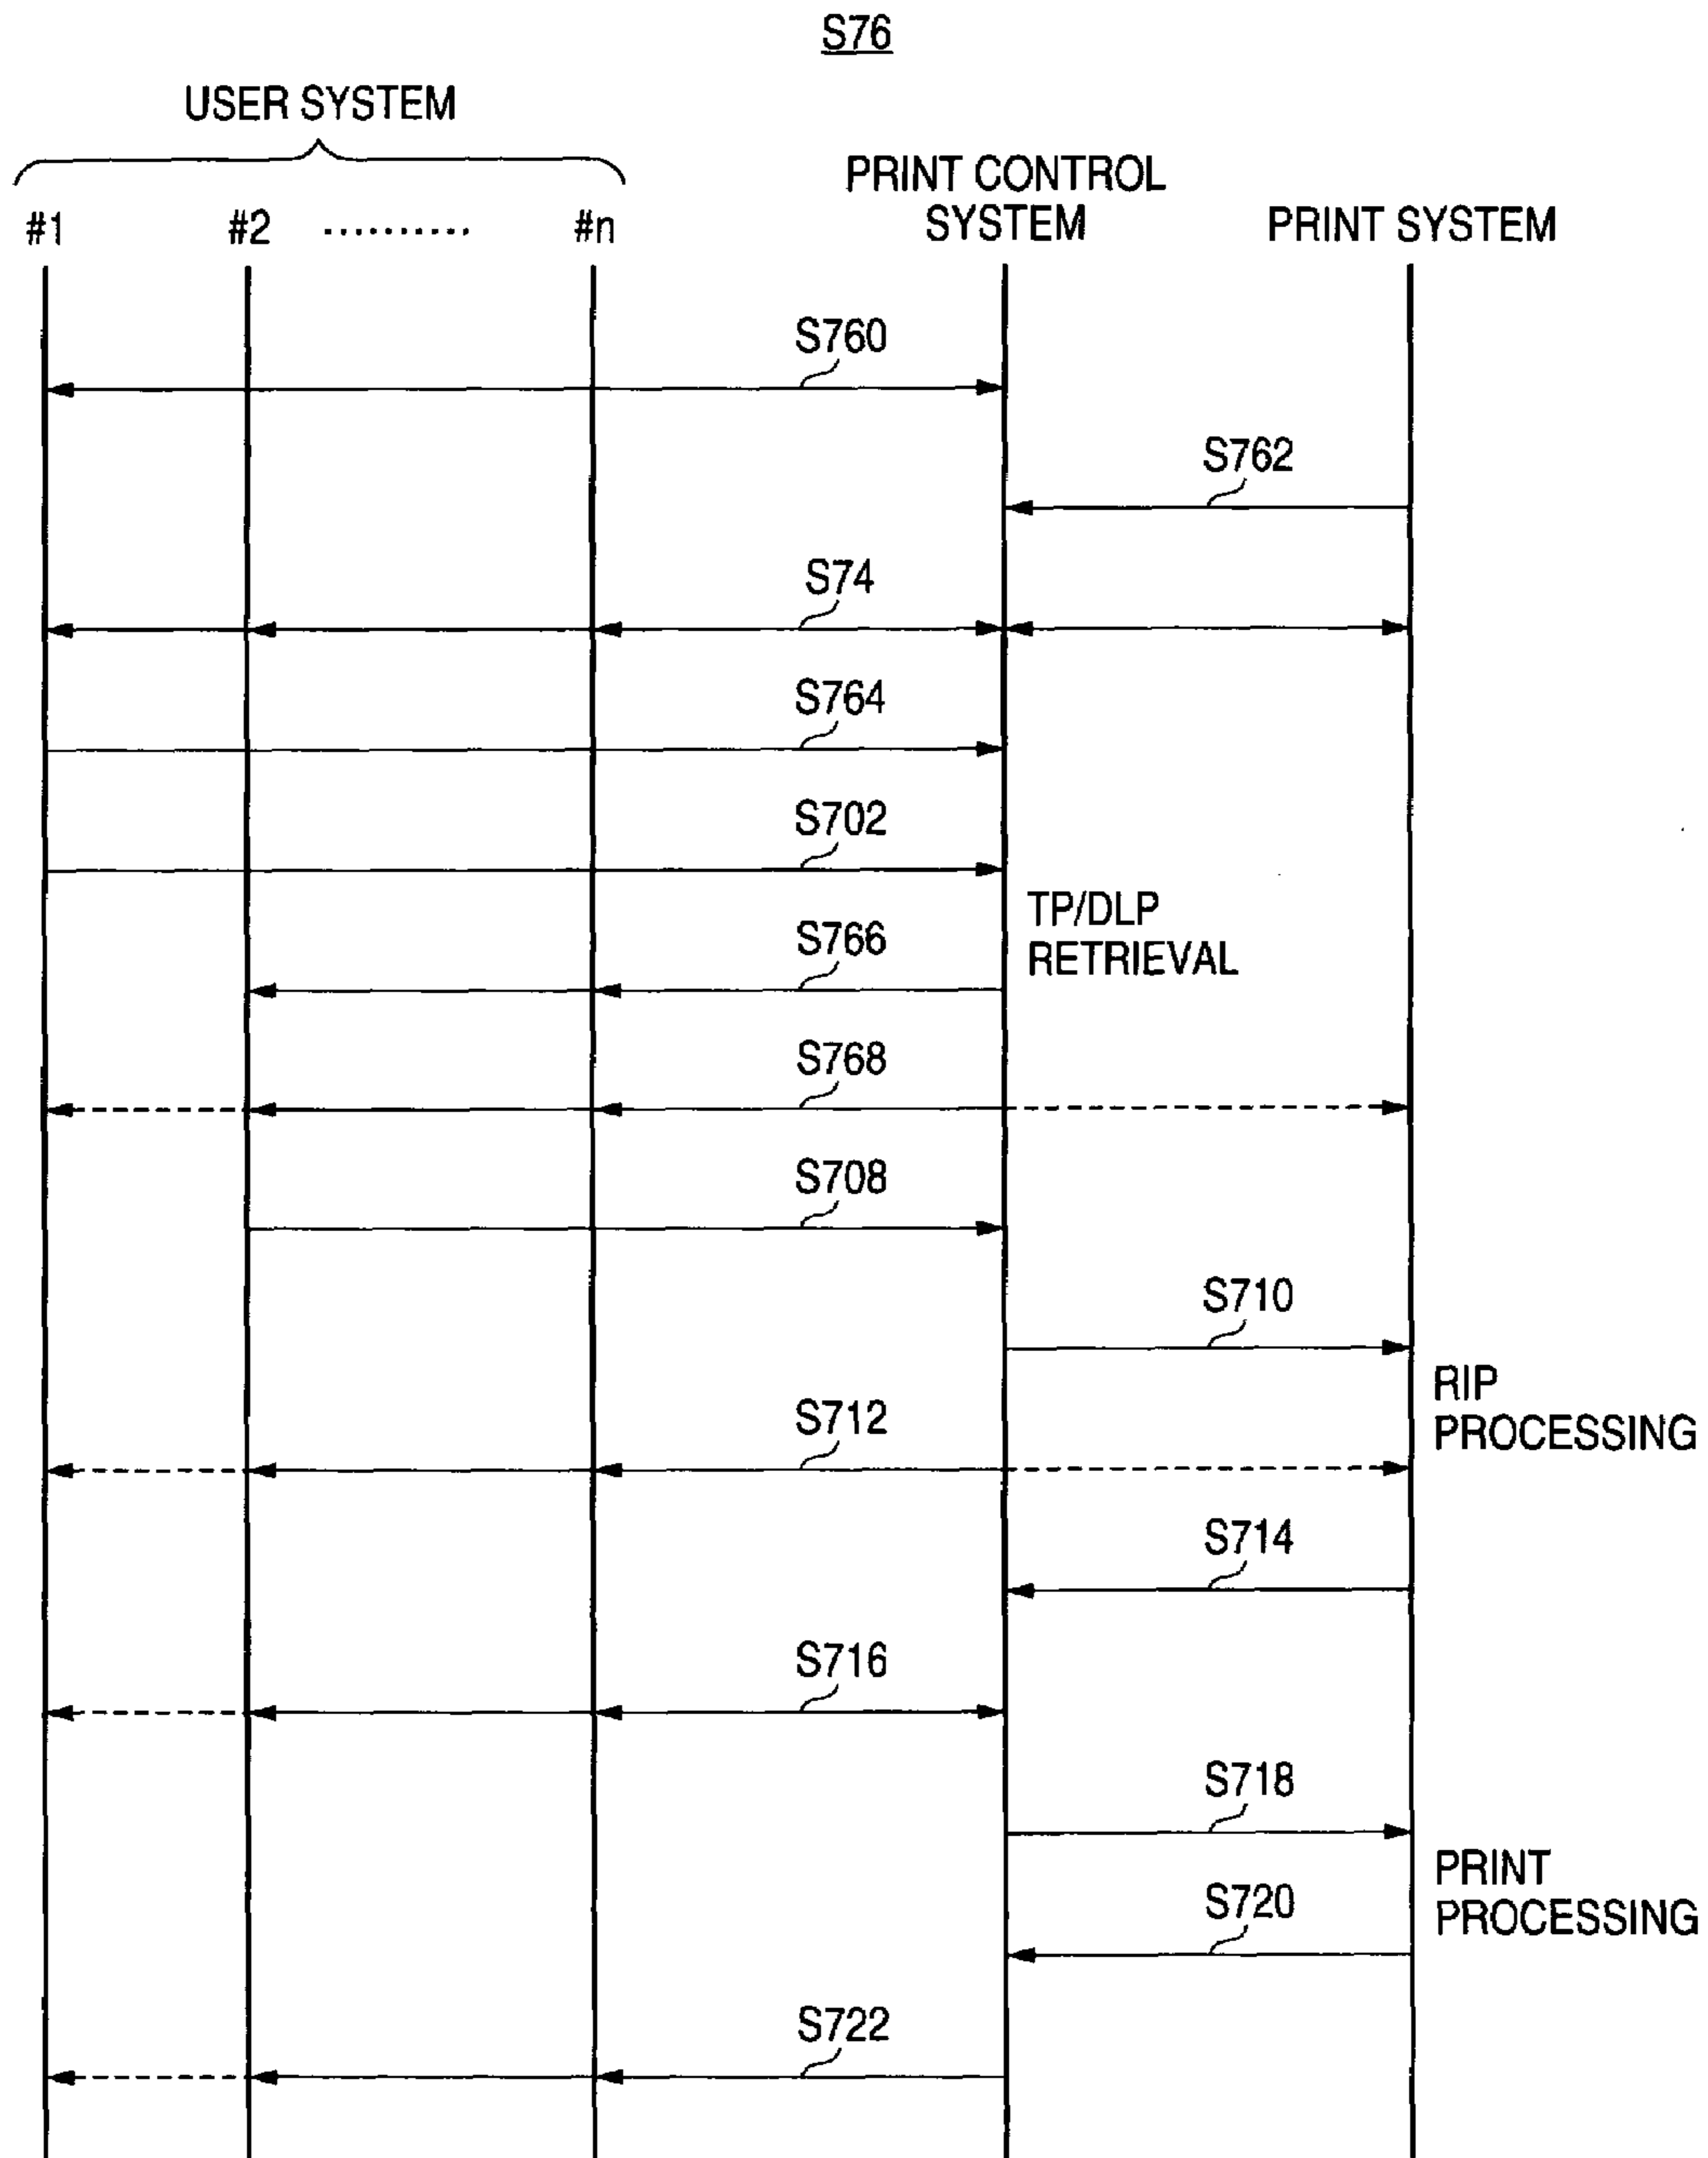 S76
USER SYSTEM
PRINT CONTROL
SYSTEM
PRINT SYSTEM
#1 #2 .......... #n
S760
S762
S74
S764
S702
TP/DLP
RETRIEVAL
S766
S768
S708
S710
RIP
PROCESSING
S712
S714
S716
S718
PRINT
PROCESSING
S720
S722